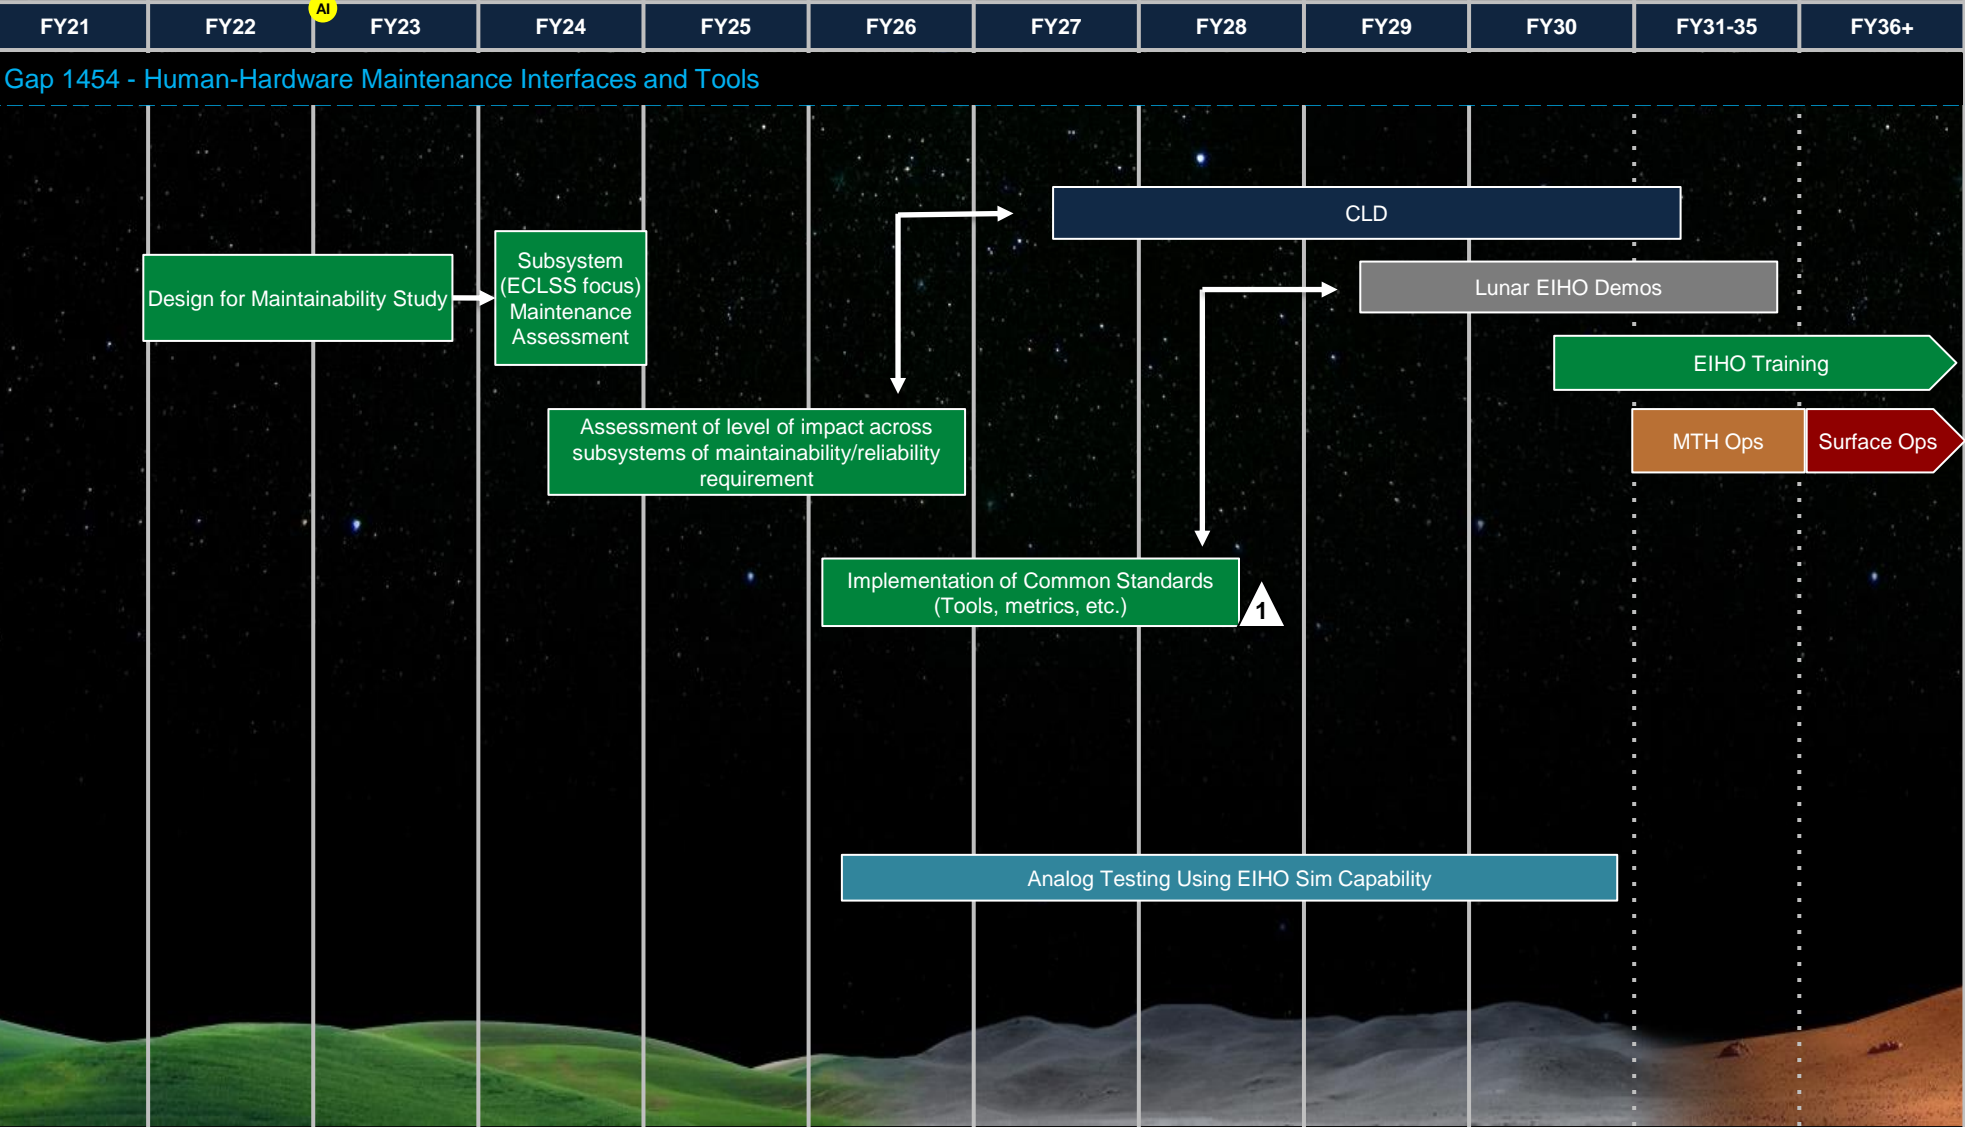 AI
FY21 FY22 FY23 FY24 FY25 FY26 FY27 FY28 FY29 FY30 FY31-35 FY36+
Gap 1454 - Human-Hardware Maintenance Interfaces and Tools
CLD
Design for Maintainability Study
Subsystem
(ECLSS focus)
Maintenance
Assessment
Lunar EIHO Demos
EIHO Training
Assessment of level of impact across
subsystems of maintainability/reliability
requirement
MTH Ops
Surface Ops
Implementation of Common Standards
(Tools, metrics, etc.)
1
Analog Testing Using EIHO Sim Capability